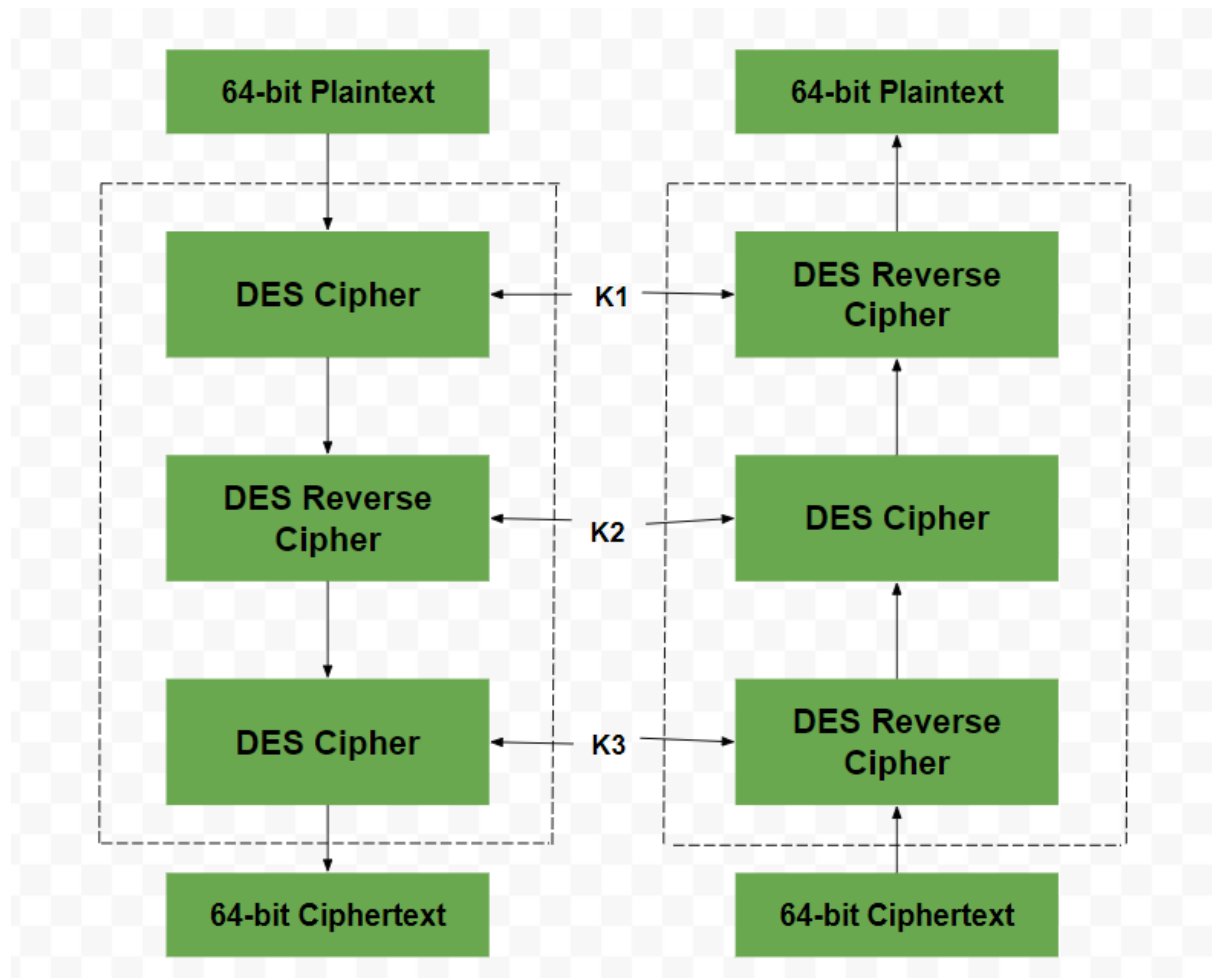 64-bit Plaintext
64-bit Plaintext
DES Cipher
K1
DES Reverse
Cipher
DES Reverse
Cipher
K2
DES Cipher
DES Cipher
K3
DES Reverse
Cipher
64-bit Ciphertext
64-bit Ciphertext